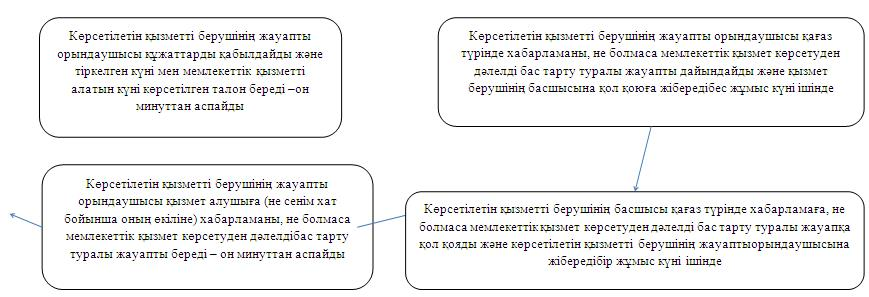 Көрсетілетін қызметті берушінің жауапты
орындаушысы құжаттарды қабылдайды және
тіркелген күні мен мемлекеттік қызметті
алатын күні көрсетілген талон береді –он
минуттан аспайды
Көрсетілетін қызметті берушінің жауапты орындаушысы қағаз
түрінде хабарламаны, не болмаса мемлекеттік қызмет көрсетуден
дәлелді бас тарту туралы жауапты дайындайды және қызмет
берушінің басшысына қол қоюға жібередібес жұмыс күні ішінде
Көрсетілетін қызметті берушінің басшысы қағаз түрінде хабарламаға, не
болмаса мемлекеттік қызмет көрсетуден дәлелді бас тарту туралы жауапқа
қол қояды және көрсетілетін қызметті берушінің жауаптыорындаушысына
жібередібір жұмыс күні ішінде
Көрсетілетін қызметті берушінің жауапты
орындаушысы қызмет алушыға (не сенім хат
бойынша оның өкіліне) хабарламаны, не болмаса
мемлекеттік қызмет көрсетуден дәлелдібас тарту
туралы жауапты береді – он минуттан аспайды